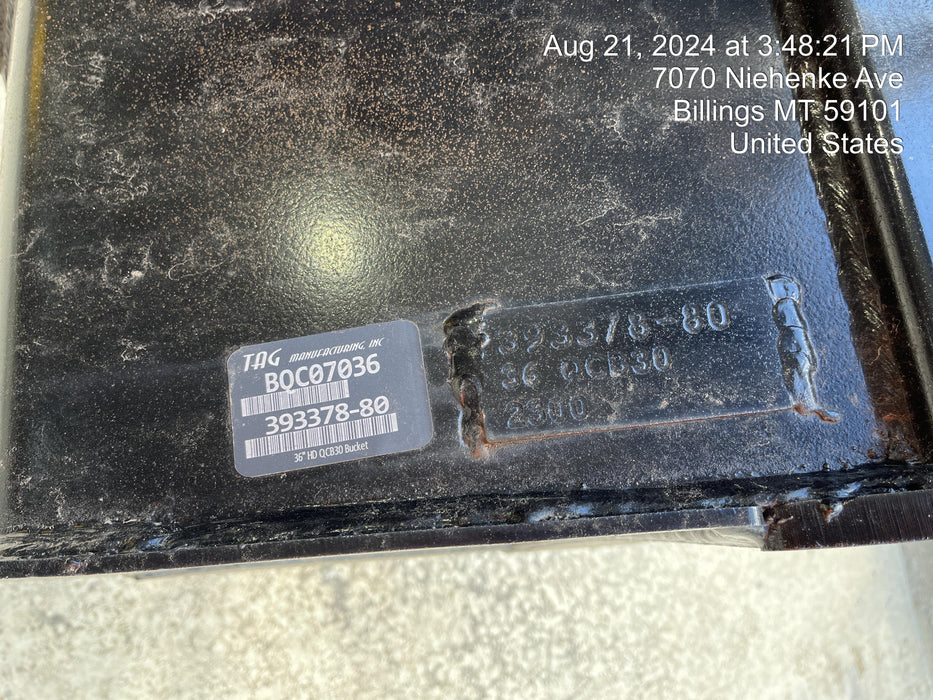 Aug 21, 2024 at 3:48:21 PM
7070 Niehenke Ave
Billings MT 59101
United States
TAG MANUFACTURING, INC
BQC07036
393378-80
36" HD QCB30 Bucket
393378-80
36 QCB30
2600